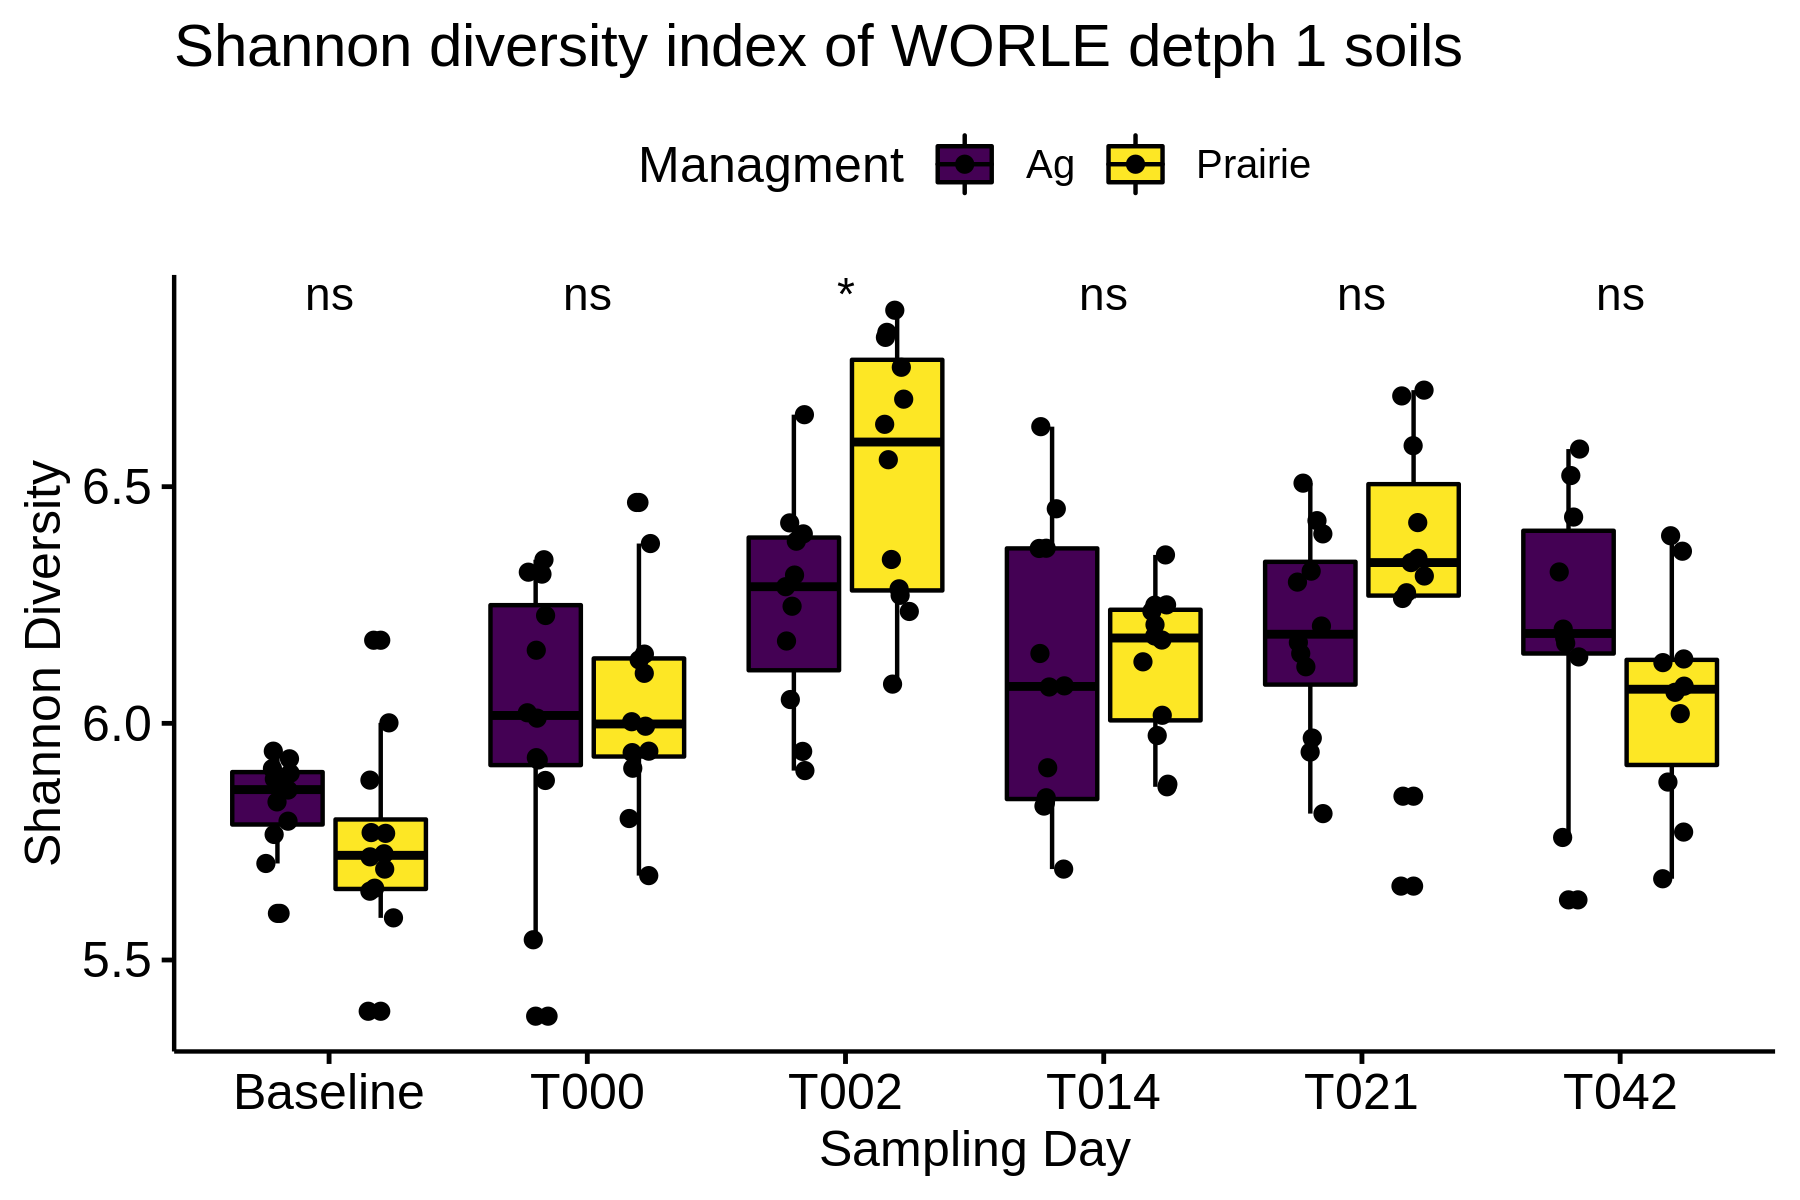 Shannon diversity index of WORLE detph 1 soils
Managment Ag Prairie
ns ns * ns ns ns
Shannon Diversity
6.5
6.0
5.5
Baseline T000 T002 T014 T021 T042
Sampling Day